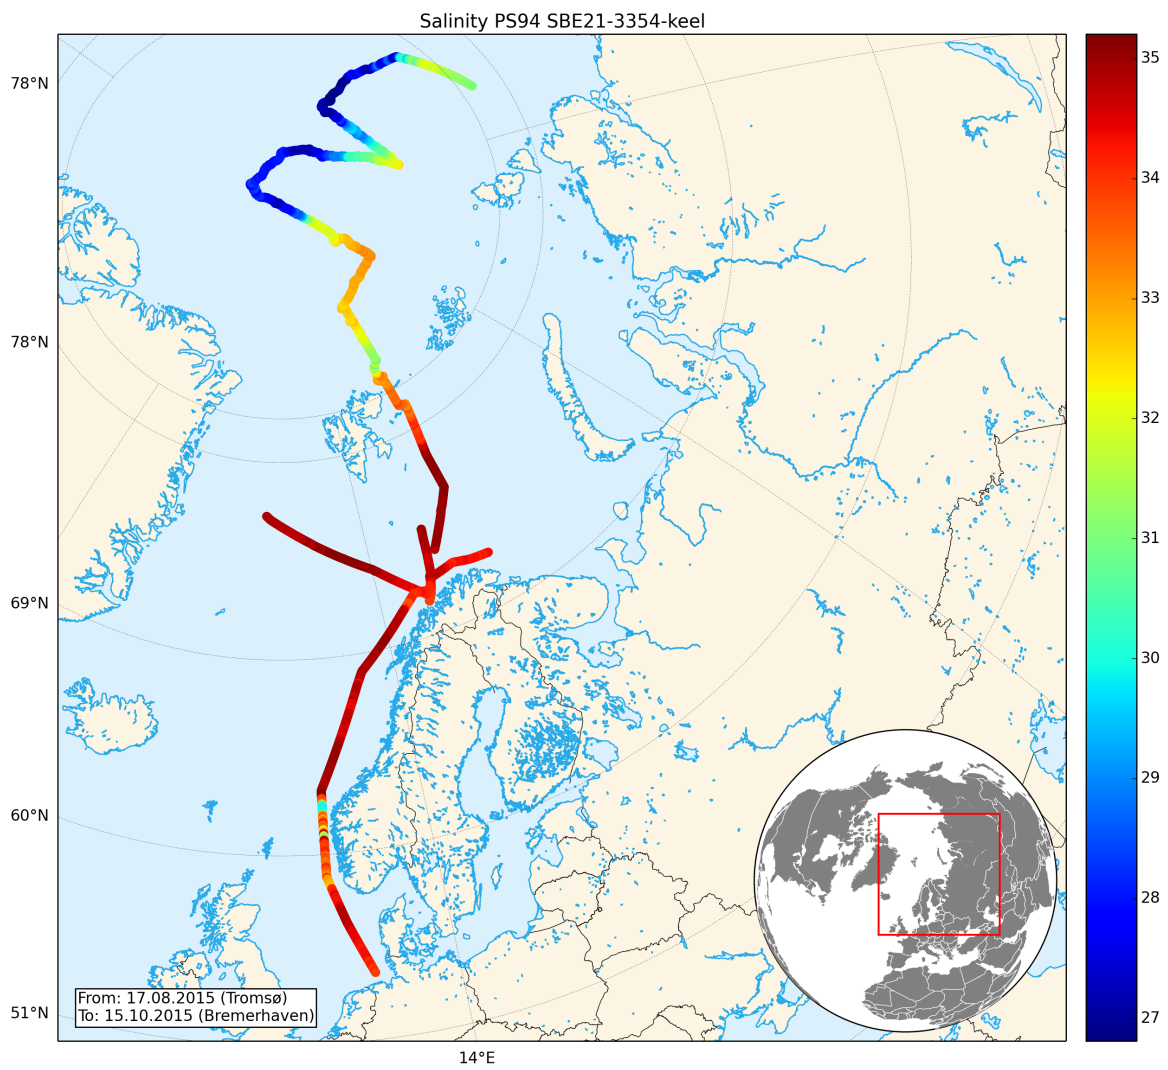 Salinity PS94 SBE21-3354-keel
78°N
78°N
69°N
60°N
51°N
14°E
35
34
33
32
31
30
29
28
27
From: 17.08.2015 (Tromsø)
To: 15.10.2015 (Bremerhaven)